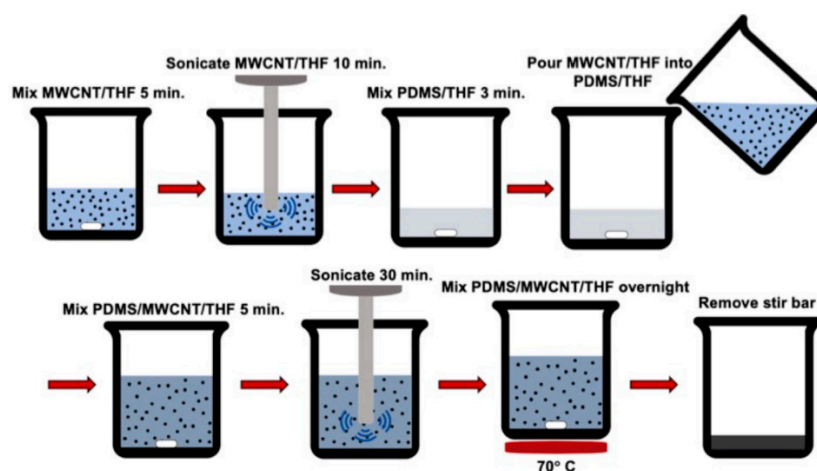 Mix MWCNT/THF 5 min.
Sonicate MWCNT/THF 10 min.
Mix PDMS/THF 3 min.
Pour MWCNT/THF into
PDMS/THF
Mix PDMS/MWCNT/THF 5 min.
Sonicate 30 min.
Mix PDMS/MWCNT/THF overnight
70° C
Remove stir bar